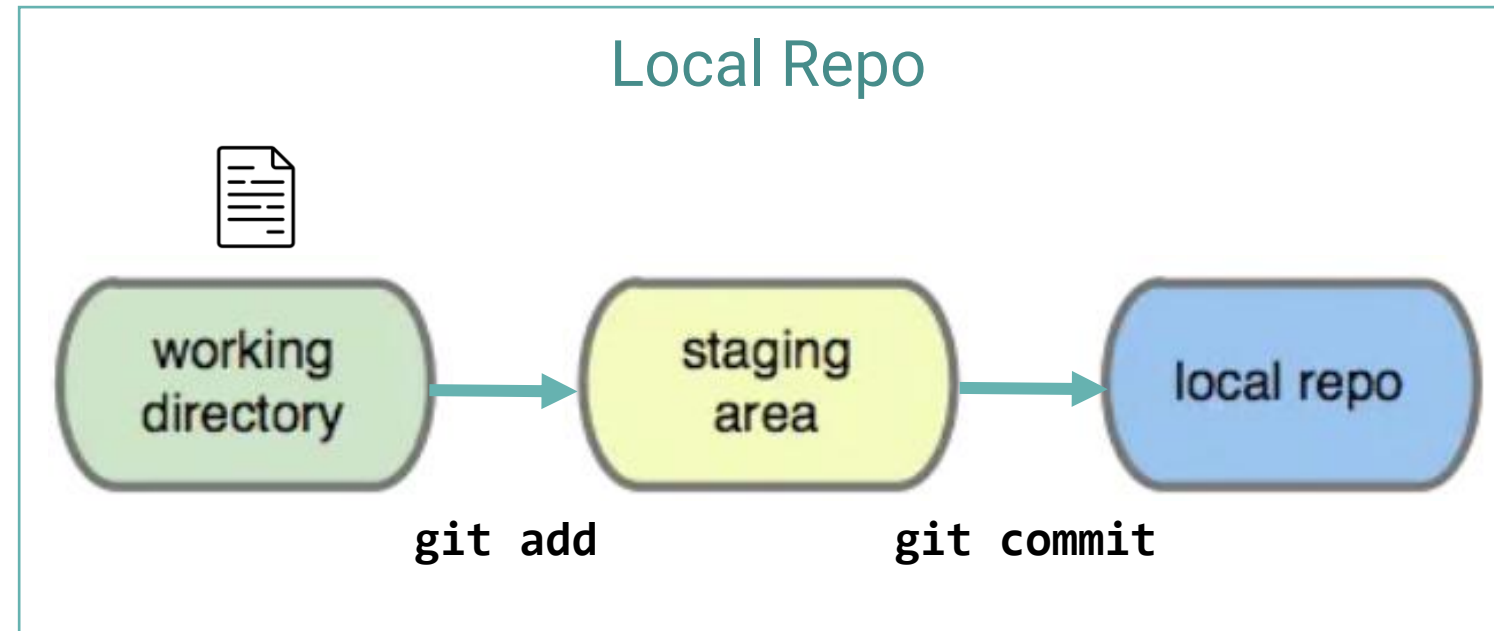 Local Repo
working
directory
staging
area
local repo
git add
git commit